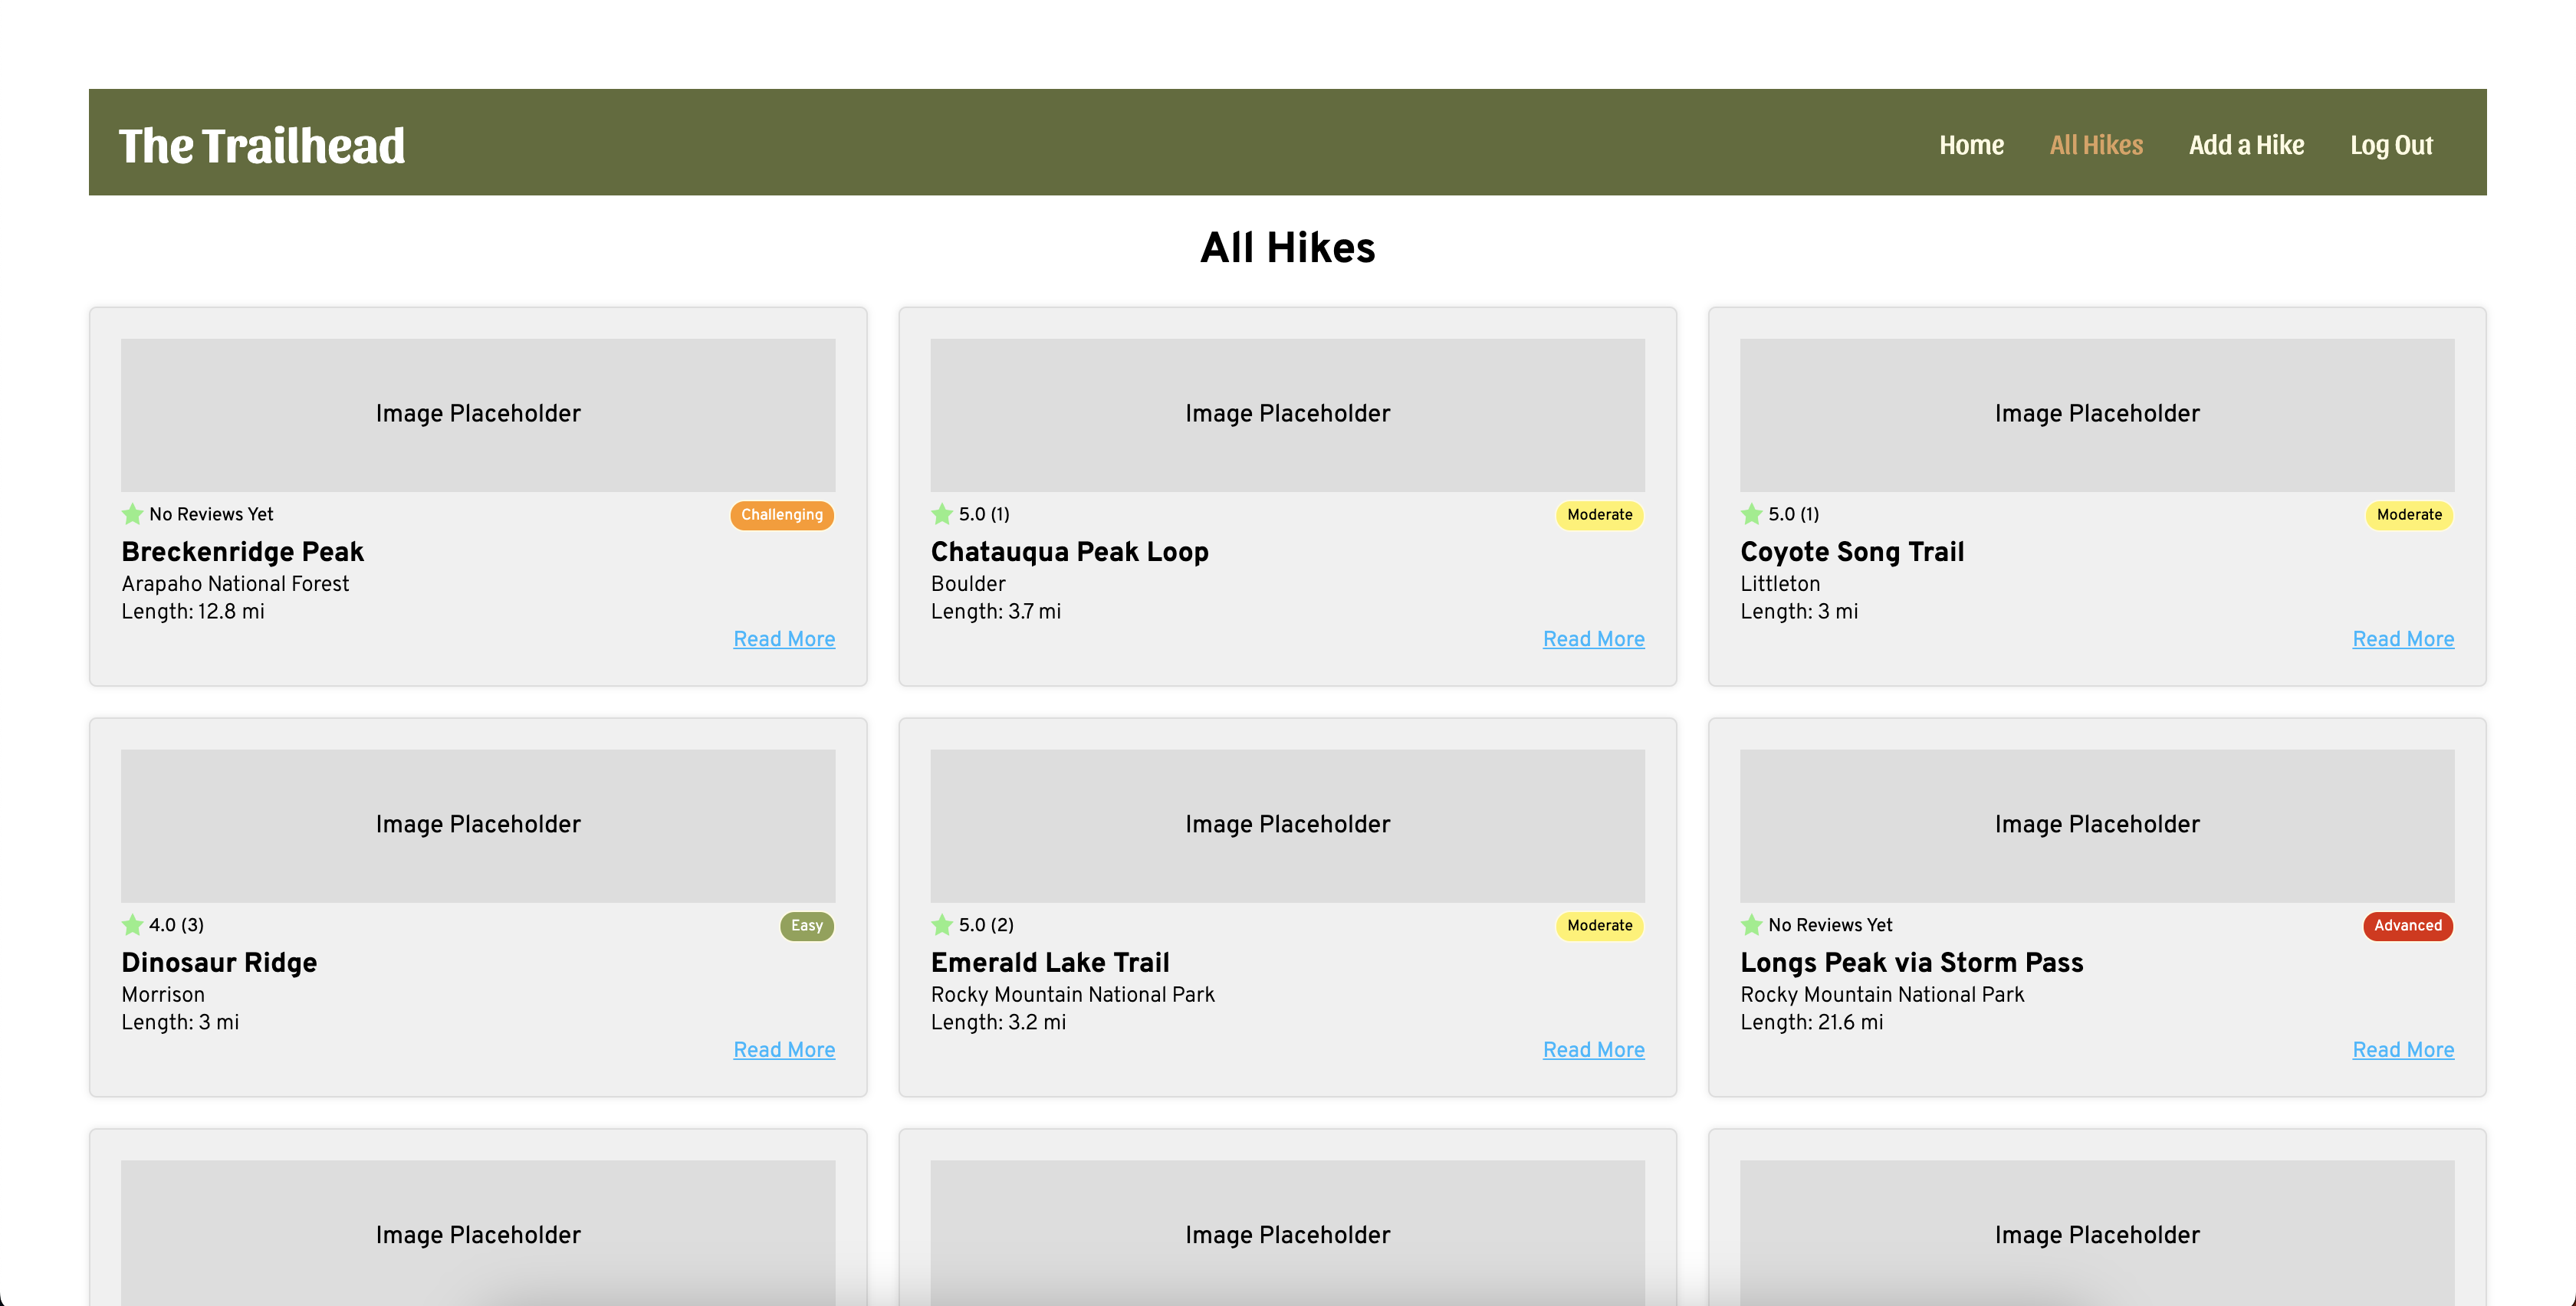 The Trailhead
Home
All Hikes
Add a Hike
Log Out
All Hikes
Image Placeholder
No Reviews Yet
Challenging
Breckenridge Peak
Arapaho National Forest
Length: 12.8 mi
Read More
Image Placeholder
5.0 (1)
Moderate
Chatauqua Peak Loop
Boulder
Length: 3.7 mi
Read More
Image Placeholder
5.0 (1)
Moderate
Coyote Song Trail
Littleton
Length: 3 mi
Read More
Image Placeholder
4.0 (3)
Easy
Dinosaur Ridge
Morrison
Length: 3 mi
Read More
Image Placeholder
5.0 (2)
Moderate
Emerald Lake Trail
Rocky Mountain National Park
Length: 3.2 mi
Read More
Image Placeholder
No Reviews Yet
Advanced
Longs Peak via Storm Pass
Rocky Mountain National Park
Length: 21.6 mi
Read More
Image Placeholder
Image Placeholder
Image Placeholder